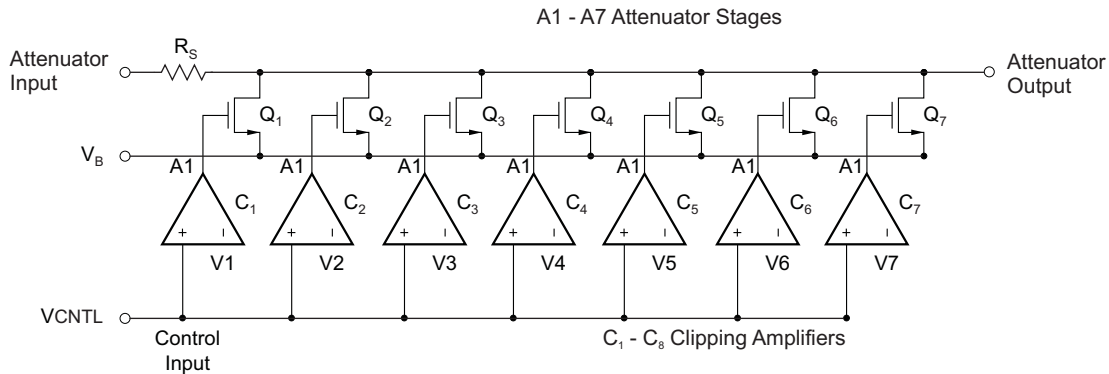 A1 - A7 Attenuator Stages
Attenuator
Input
R_S
Attenuator
Output
Q_1
Q_2
Q_3
Q_4
Q_5
Q_6
Q_7
V_B
A1
A1
A1
A1
A1
A1
A1
C_1
C_2
C_3
C_4
C_5
C_6
C_7
+ –
+ –
+ –
+ –
+ –
+ –
+ –
V1
V2
V3
V4
V5
V6
V7
VCNTL
Control
Input
C_1 - C_8 Clipping Amplifiers